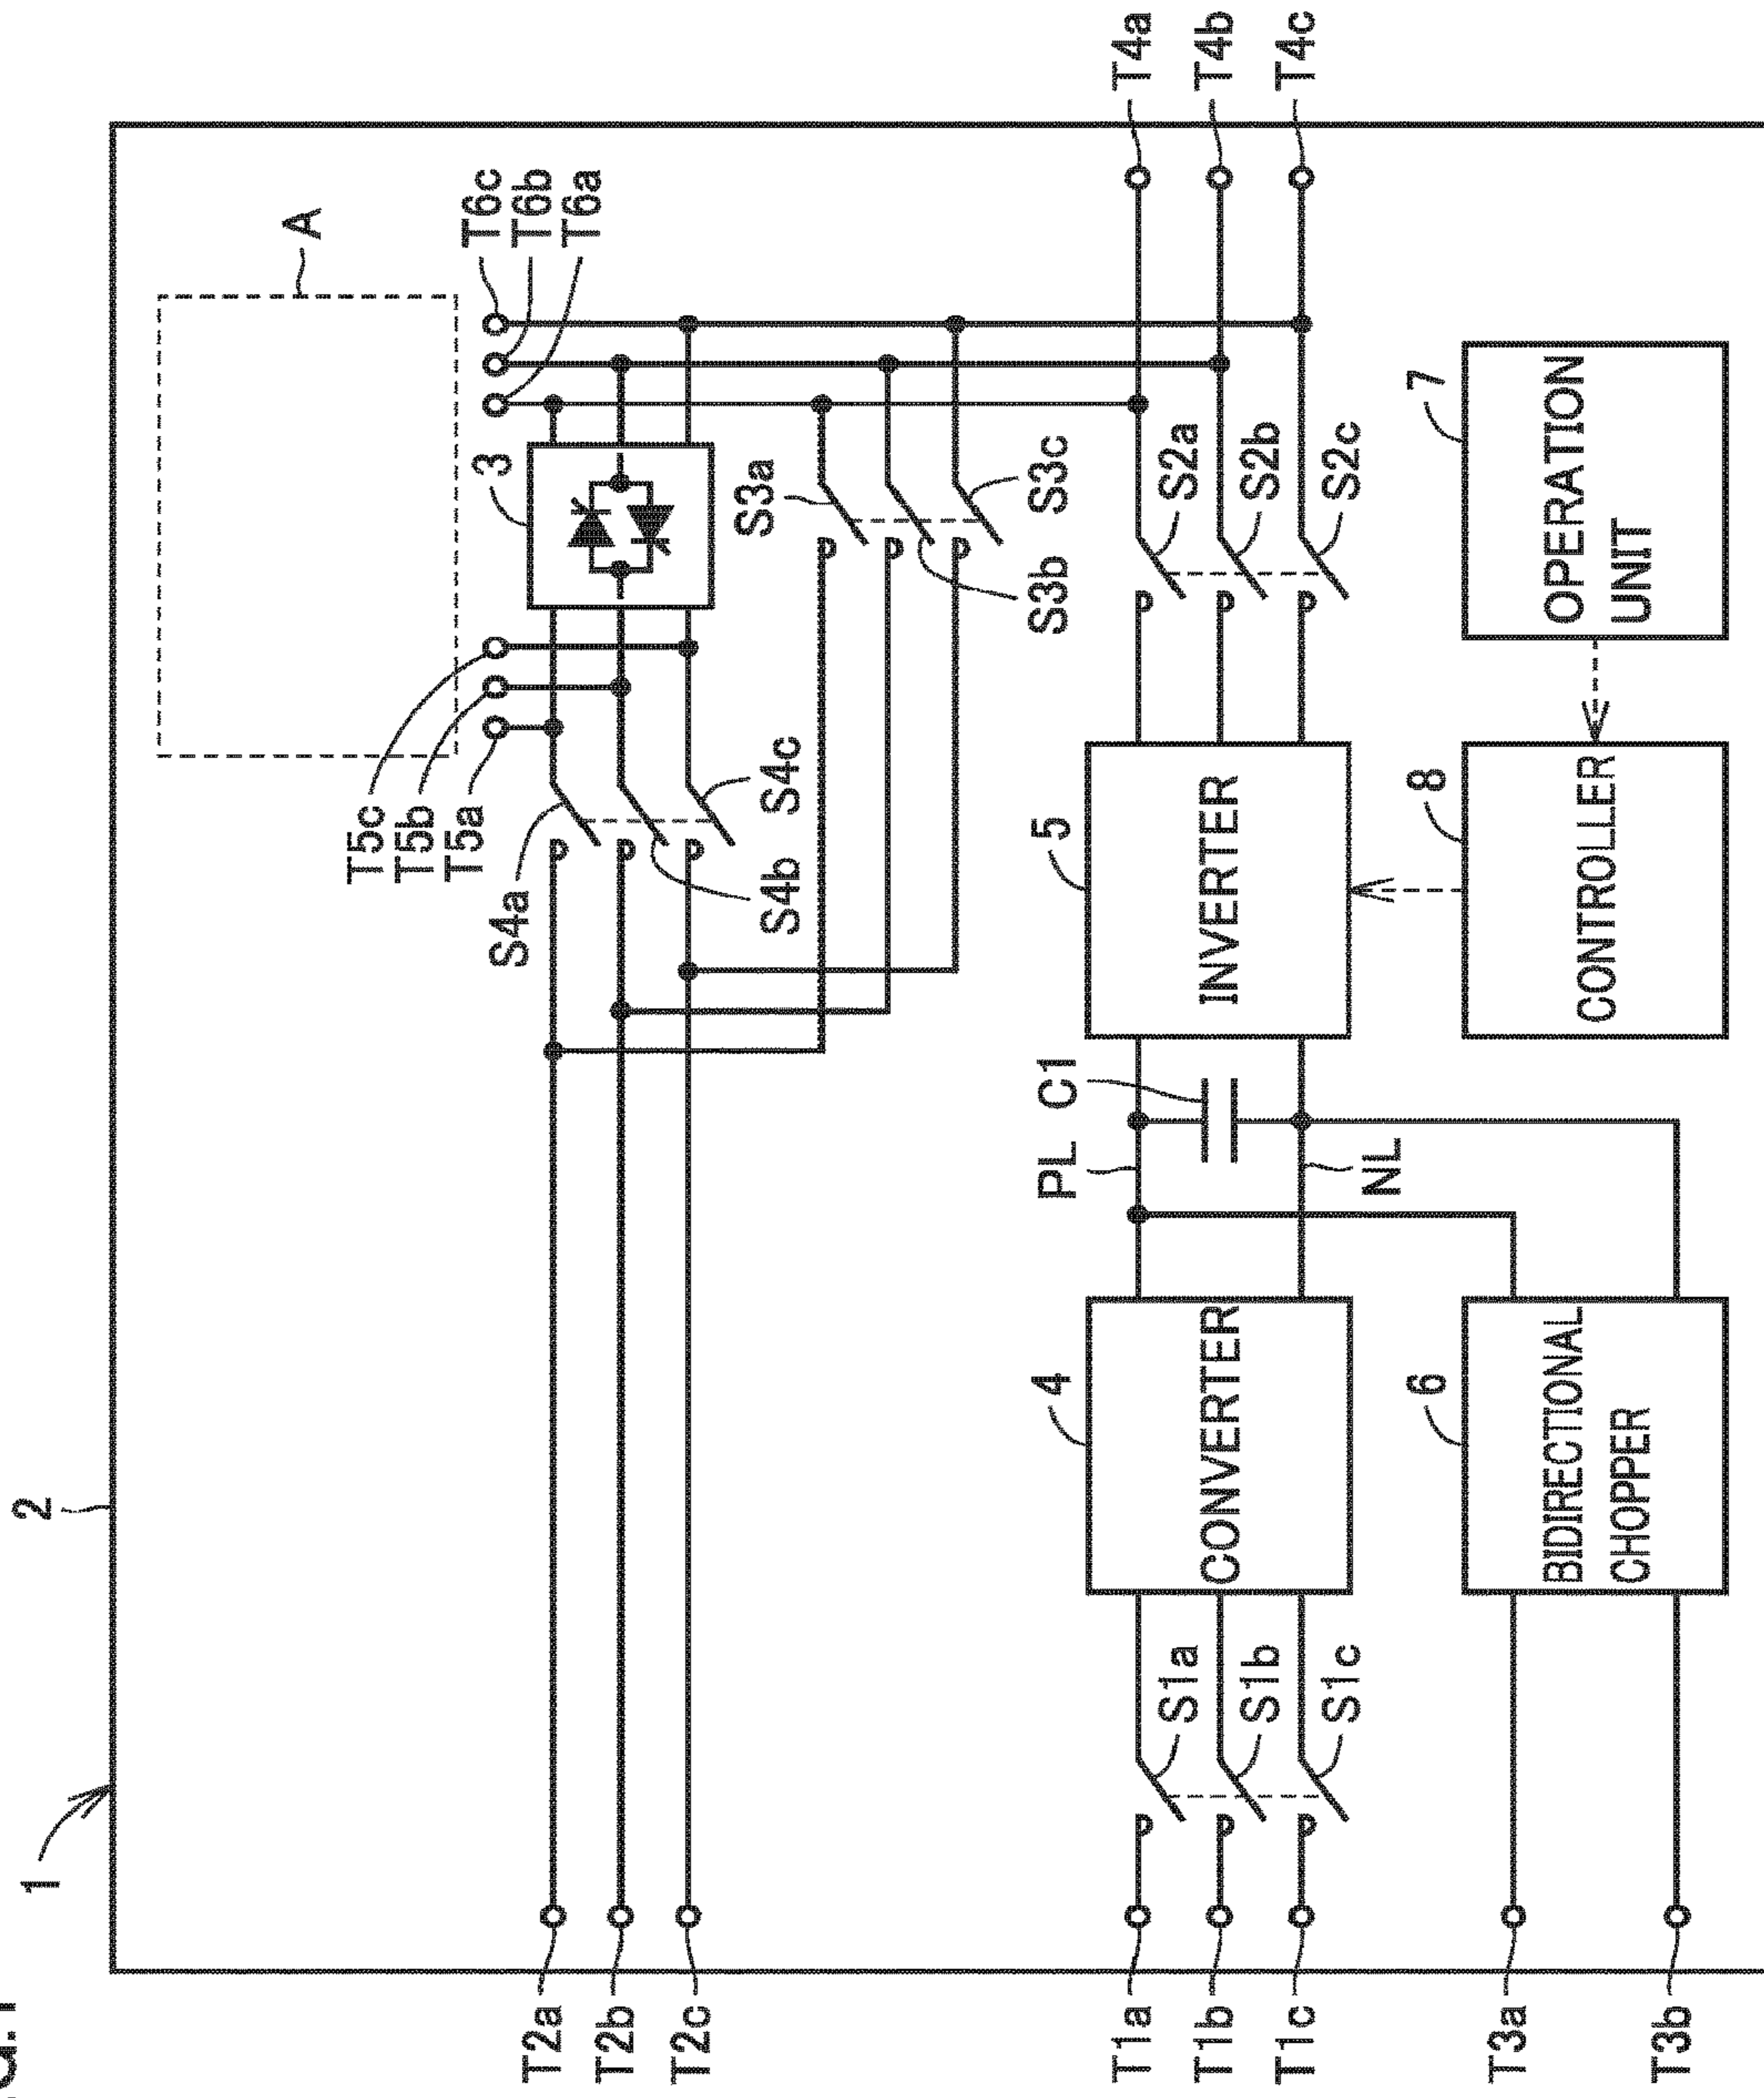 1
2
A
T6c
T6b
T6a
3
T5c
T5b
T5a
S4a
S4b
S4c
S3a
S3b
S3c
T2a
T2b
T2c
T4a
T4b
T4c
S2a
S2b
S2c
4
CONVERTER
PL
C1
NL
5
INVERTER
S1a
S1b
S1c
T1a
T1b
T1c
6
BIDIRECTIONAL
CHOPPER
8
CONTROLLER
7
OPERATION
UNIT
T3a
T3b